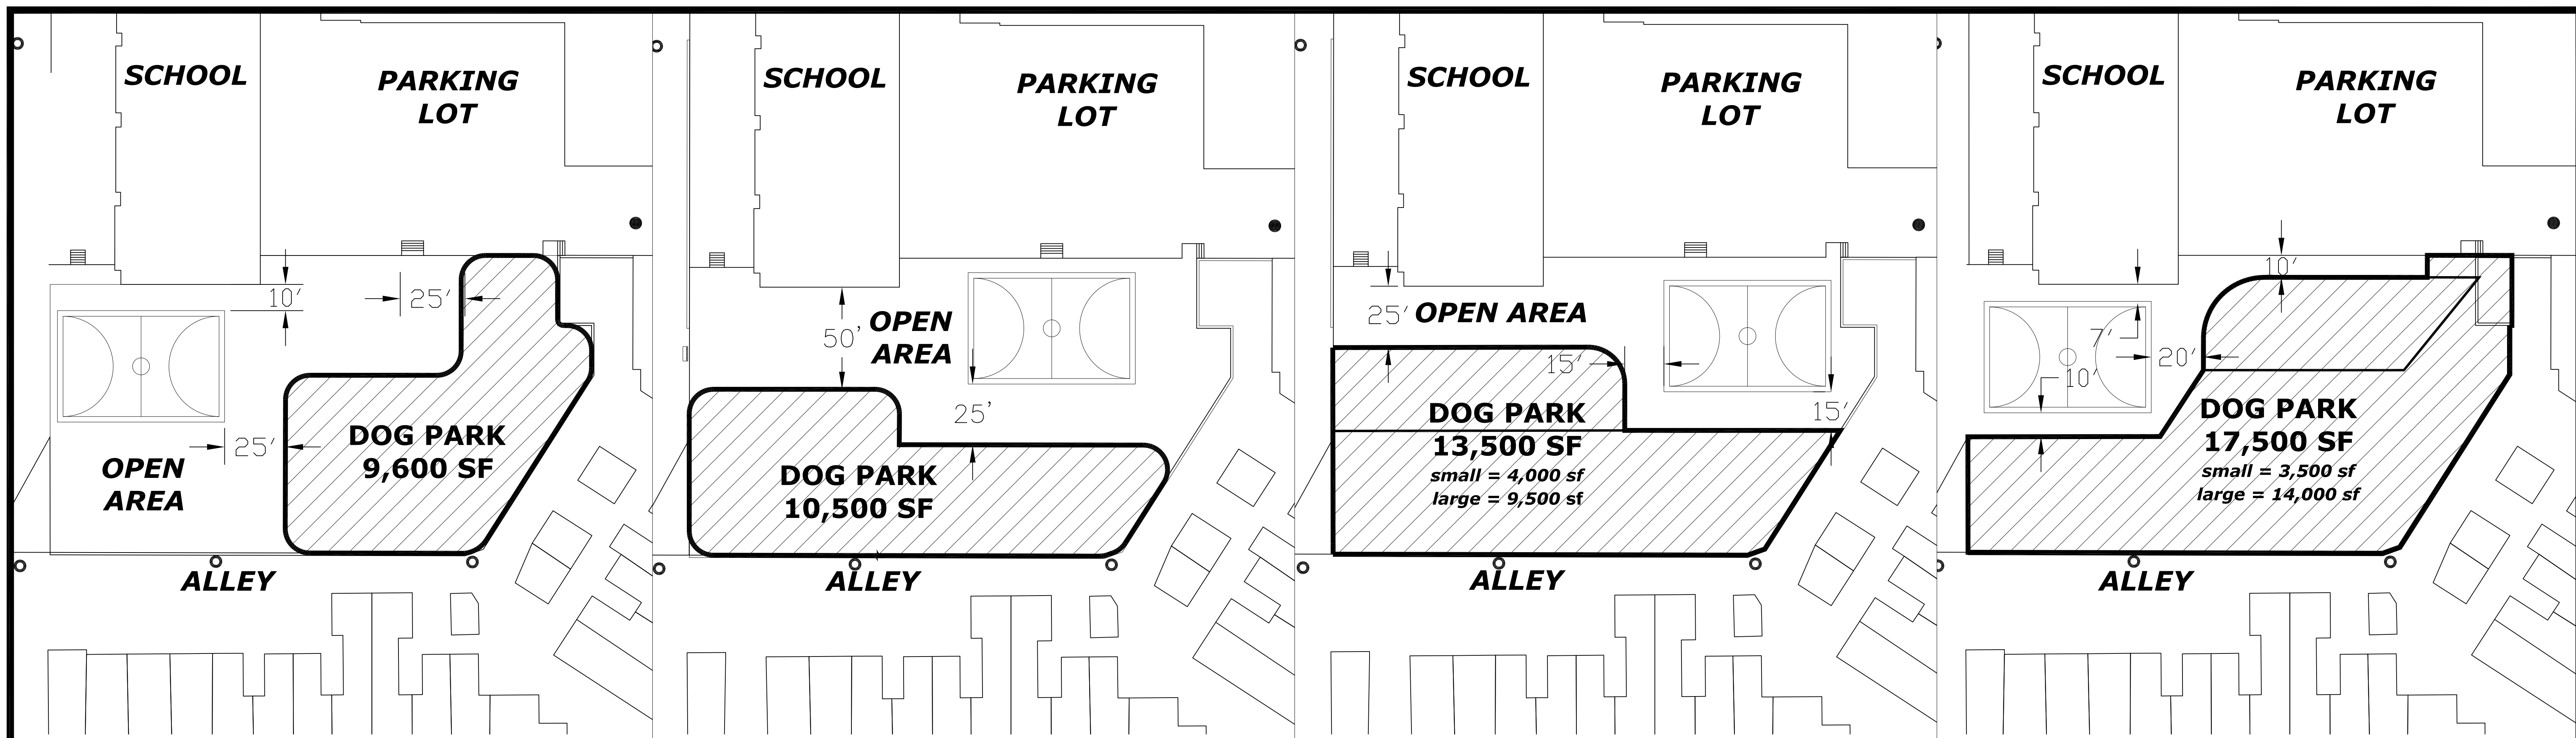 SCHOOL
PARKING
LOT
10'
25'
25'
DOG PARK
9,600 SF
OPEN
AREA
ALLEY
SCHOOL
PARKING
LOT
50'
OPEN
AREA
25'
DOG PARK
10,500 SF
ALLEY
SCHOOL
PARKING
LOT
25'
OPEN AREA
15'
15'
DOG PARK
13,500 SF
small = 4,000 sf
large = 9,500 sf
ALLEY
SCHOOL
PARKING
LOT
10'
7'
20'
10'
DOG PARK
17,500 SF
small = 3,500 sf
large = 14,000 sf
ALLEY